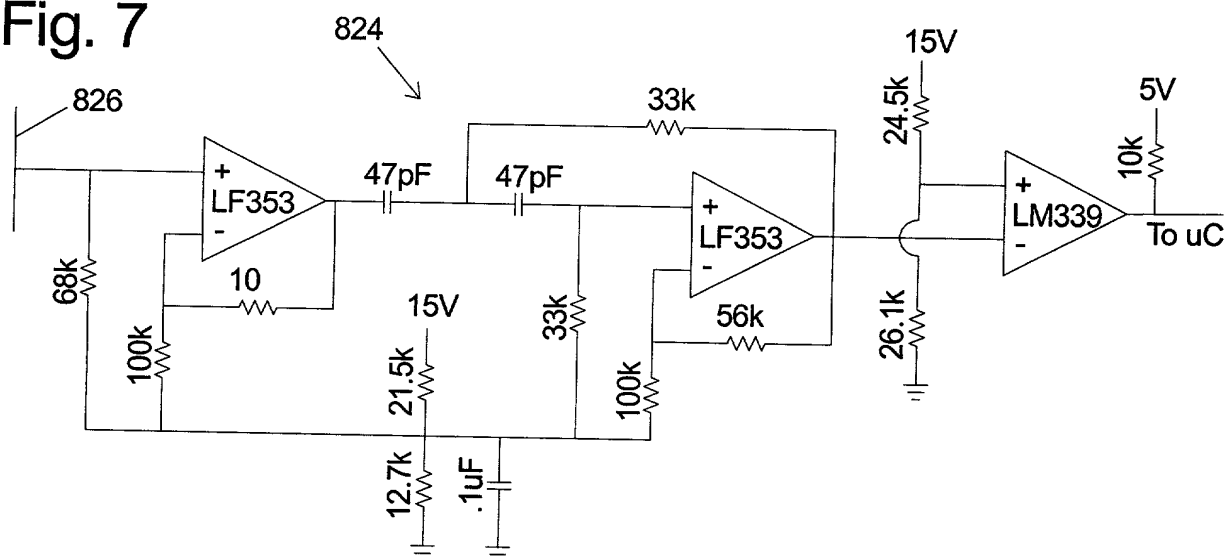 Fig. 7
824
826
15V
5V
24.5k
10k
33k
47pF
47pF
+
LF353
-
+
LF353
-
+
LM339
-
To uC
68k
10
100k
15V
33k
56k
26.1k
21.5k
100k
12.7k
.1uF